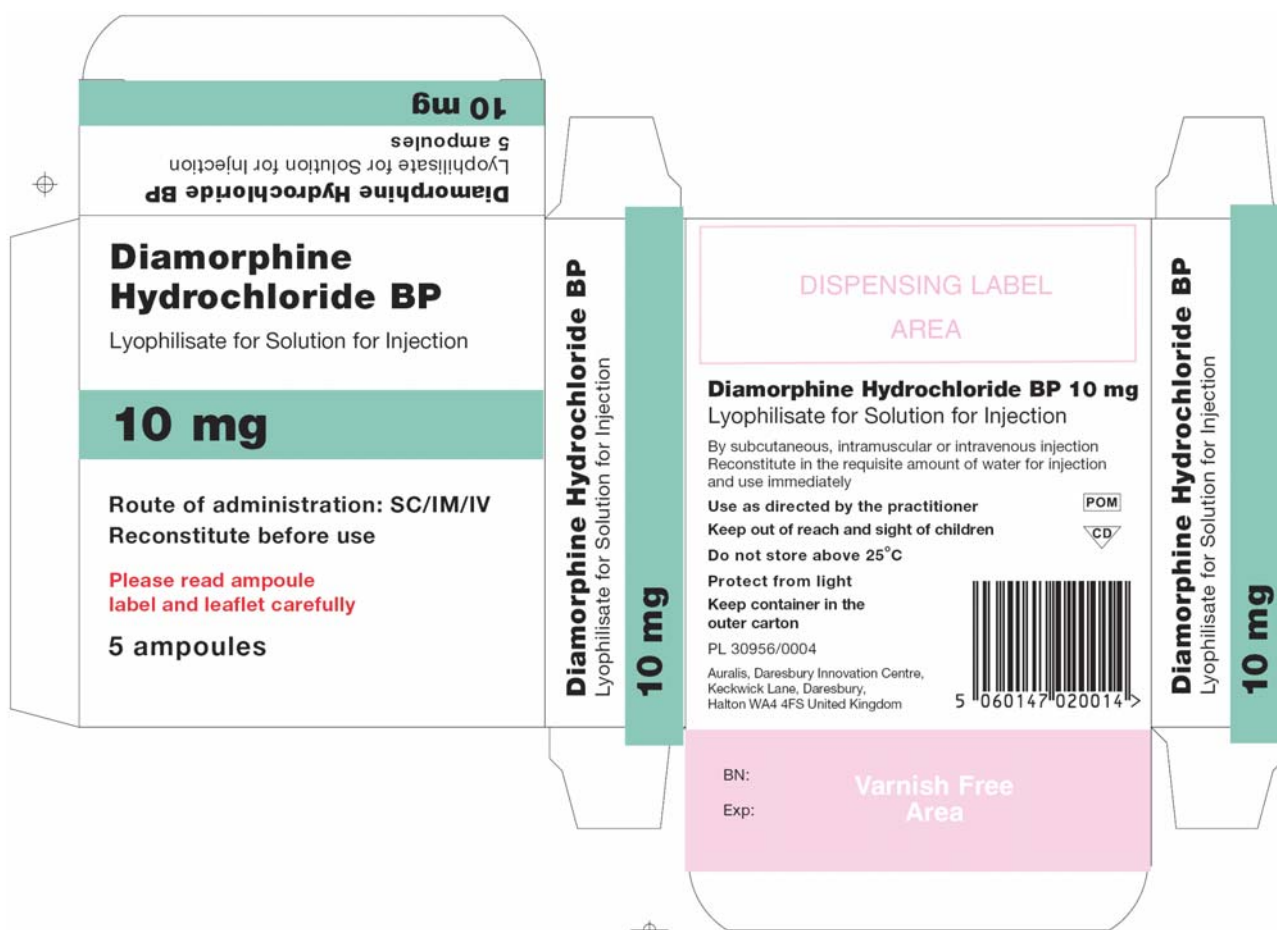 10 mg
5 ampoules
Lyophilisate for Solution for Injection
Diamorphine Hydrochloride BP
Diamorphine
Hydrochloride BP
Lyophilisate for Solution for Injection
10 mg
Route of administration: SC/IM/IV
Reconstitute before use
Please read ampoule
label and leaflet carefully
5 ampoules
Diamorphine Hydrochloride BP
Lyophilisate for Solution for Injection
10 mg
DISPENSING LABEL
AREA
Diamorphine Hydrochloride BP 10 mg
Lyophilisate for Solution for Injection
By subcutaneous, intramuscular or intravenous injection
Reconstitute in the requisite amount of water for injection
and use immediately
Use as directed by the practitioner
POM
Keep out of reach and sight of children
CD
Do not store above 25°C
Protect from light
Keep container in the
outer carton
PL 30956/0004
Auralis, Daresbury Innovation Centre,
Keckwick Lane, Daresbury,
Halton WA4 4FS United Kingdom
5 060147 020014 >
BN:
Exp:
Varnish Free
Area
Diamorphine Hydrochloride BP
Lyophilisate for Solution for Injection
10 mg